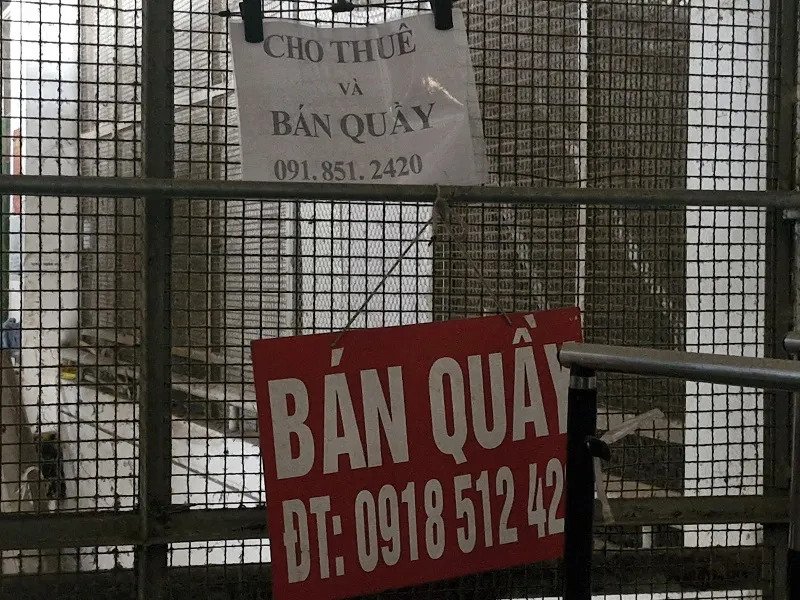 CHO THUÊ
VÀ
BÁN QUẦY
091.851.2420
BÁN QUẦY
ĐT: 0918 512 42